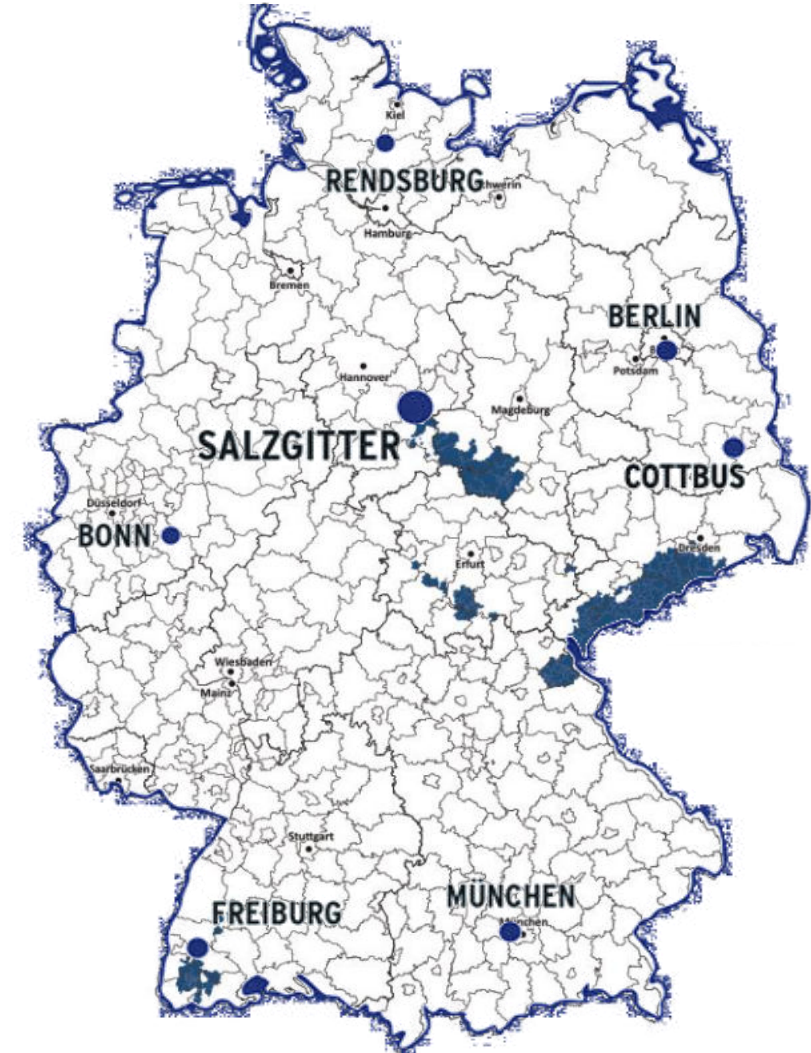 Kiel
RENDSBURG
Hamburg
Bremen
BERLIN
Potsdam
Hannover
Magdeburg
SALZGITTER
COTTBUS
Düsseldorf
BONN
Dresden
Erfurt
Wiesbaden
Mainz
Saarbrücken
Stuttgart
MÜNCHEN
FREIBURG
München